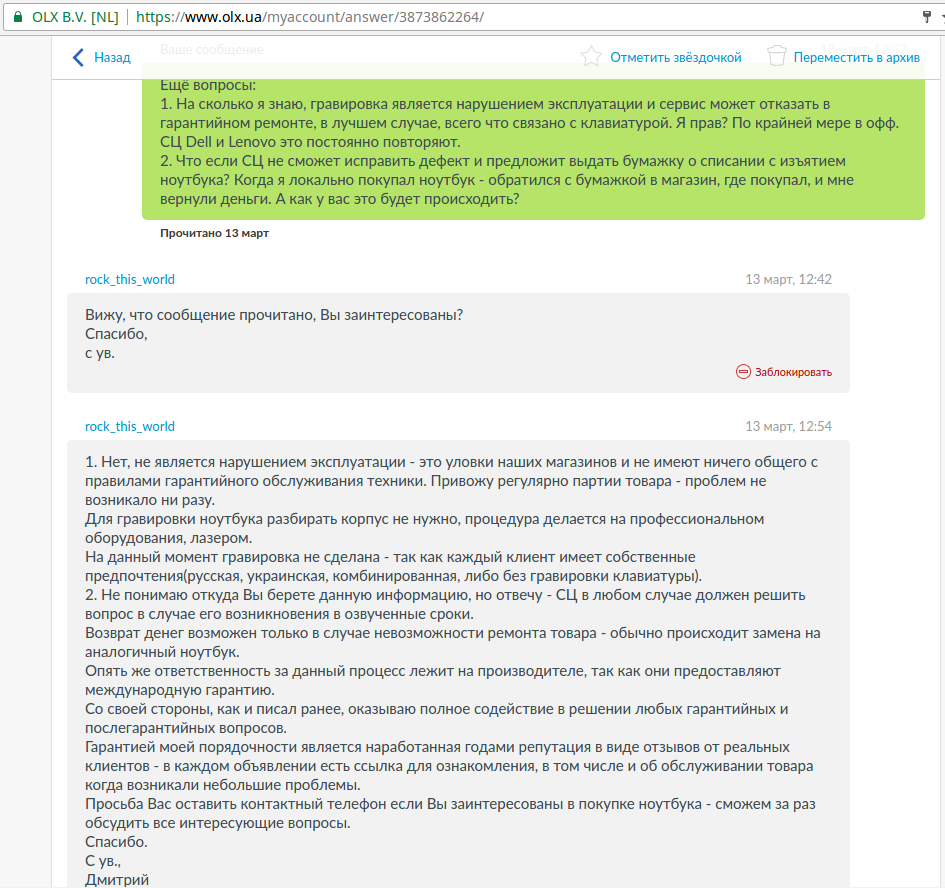 OLX B.V. [NL] https://www.olx.ua/myaccount/answer/3873862264/
Ваше сообщение
Назад
Отметить звёздочкой
Переместить в архив
Ещё вопросы:
1. На сколько я знаю, гравировка является нарушением эксплуатации и сервис может отказать в
гарантийном ремонте, в лучшем случае, всего что связано с клавиатурой. Я прав? По крайней мере в офф.
СЦ Dell и Lenovo это постоянно повторяют.
2. Что если СЦ не сможет исправить дефект и предложит выдать бумажку о списании с изъятием
ноутбука? Когда я локально покупал ноутбук - обратился с бумажкой в магазин, где покупал, и мне
вернули деньги. А как у вас это будет происходить?
Прочитано 13 март
rock_this_world 13 март, 12:42
Вижу, что сообщение прочитано, Вы заинтересованы?
Спасибо,
с ув.
Заблокировать
rock_this_world 13 март, 12:54
1. Нет, не является нарушением эксплуатации - это уловки наших магазинов и не имеют ничего общего с
правилами гарантийного обслуживания техники. Привожу регулярно партии товара - проблем не
возникало ни разу.
Для гравировки ноутбука разбирать корпус не нужно, процедура делается на профессиональном
оборудования, лазером.
На данный момент гравировка не сделана - так как каждый клиент имеет собственные
предпочтения(русская, украинская, комбинированная, либо без гравировки клавиатуры).
2. Не понимаю откуда Вы берете данную информацию, но отвечу - СЦ в любом случае должен решить
вопрос в случае его возникновения в озвученные сроки.
Возврат денег возможен только в случае невозможности ремонта товара - обычно происходит замена на
аналогичный ноутбук.
Опять же ответственность за данный процесс лежит на производителе, так как они предоставляют
международную гарантию.
Со своей стороны, как и писал ранее, оказываю полное содействие в решении любых гарантийных и
послегарантийных вопросов.
Гарантией моей порядочности является наработанная годами репутация в виде отзывов от реальных
клиентов - в каждом объявлении есть ссылка для ознакомления, в том числе и об обслуживании товара
когда возникали небольшие проблемы.
Просьба Вас оставить контактный телефон если Вы заинтересованы в покупке ноутбука - сможем за раз
обсудить все интересующие вопросы.
Спасибо.
С ув.,
Дмитрий